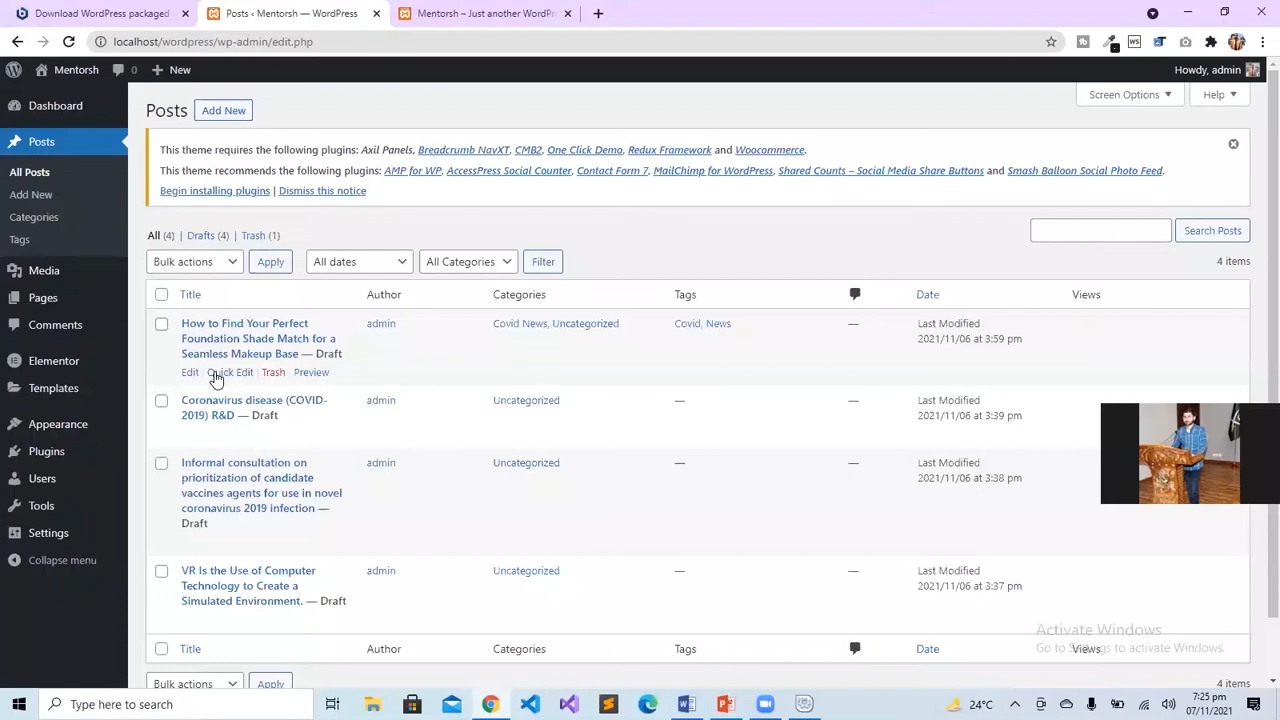 Download WordPress packaged
Posts ‹ Mentorsh — WordPress
Mentorsh – Just another WordPr
localhost/wordpress/wp-admin/edit.php
Mentorsh
0
New
Howdy, admin
Dashboard
Posts
All Posts
Add New
Categories
Tags
Media
Pages
Comments
Elementor
Templates
Appearance
Plugins
Users
Tools
Settings
Collapse menu
Screen Options
Help
Posts
Add New
This theme requires the following plugins: Axil Panels, Breadcrumb NavXT, CMB2, One Click Demo, Redux Framework and Woocommerce.
This theme recommends the following plugins: AMP for WP, AccessPress Social Counter, Contact Form 7, MailChimp for WordPress, Shared Counts – Social Media Share Buttons and Smash Balloon Social Photo Feed.
Begin installing plugins | Dismiss this notice
All (4) | Drafts (4) | Trash (1)
Search Posts
Bulk actions
Apply
All dates
All Categories
Filter
4 items
Title Author Categories Tags Date Views
How to Find Your Perfect
Foundation Shade Match for a
Seamless Makeup Base — Draft
Edit | Quick Edit | Trash | Preview
admin
Covid News, Uncategorized
Covid, News
—
Last Modified
2021/11/06 at 3:59 pm
Coronavirus disease (COVID-
2019) R&D — Draft
admin
Uncategorized
—
—
Last Modified
2021/11/06 at 3:39 pm
Informal consultation on
prioritization of candidate
vaccines agents for use in novel
coronavirus 2019 infection —
Draft
admin
Uncategorized
—
—
Last Modified
2021/11/06 at 3:38 pm
VR Is the Use of Computer
Technology to Create a
Simulated Environment. — Draft
admin
Uncategorized
—
—
Last Modified
2021/11/06 at 3:37 pm
Title Author Categories Tags Date Views
Bulk actions
Apply
4 items
Activate Windows
Go to Settings to activate Windows.
Type here to search
24°C
7:25 pm
07/11/2021